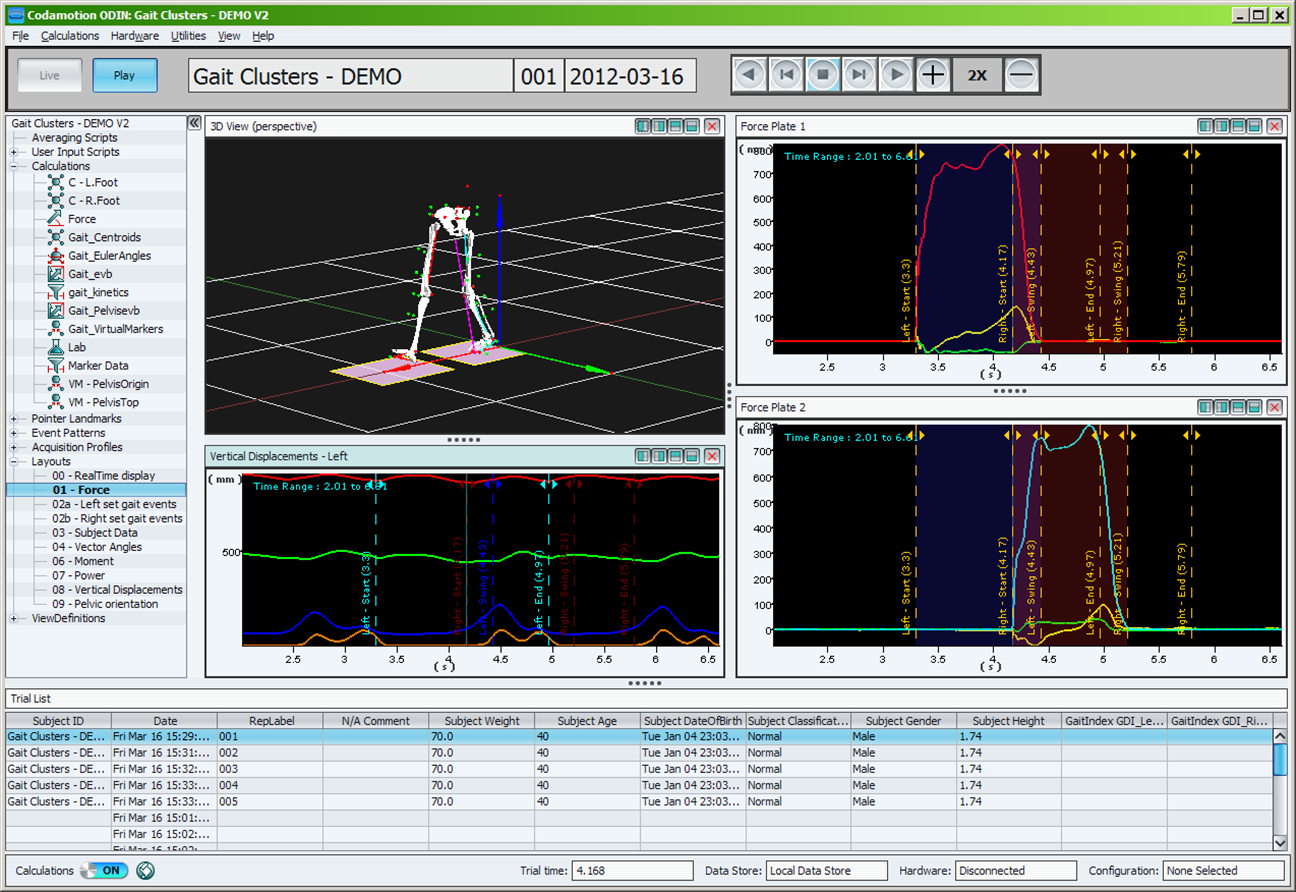 Codamotion ODIN: Gait Clusters - DEMO V2
File Calculations Hardware Utilities View Help
Live Play Gait Clusters - DEMO 001 2012-03-16 2X
Gait Clusters - DEMO V2
Averaging Scripts
User Input Scripts
Calculations
C - L.Foot
C - R.Foot
Force
Gait_Centroids
Gait_EulerAngles
Gait_evb
gait_kinetics
Gait_Pelvisevb
Gait_VirtualMarkers
Lab
Marker Data
VM - PelvisOrigin
VM - PelvisTop
Pointer Landmarks
Event Patterns
Acquisition Profiles
Layouts
00 - RealTime display
01 - Force
02a - Left set gait events
02b - Right set gait events
03 - Subject Data
04 - Vector Angles
06 - Moment
07 - Power
08 - Vertical Displacements
09 - Pelvic orientation
ViewDefinitions
3D View (perspective)
Vertical Displacements - Left
( mm )
Time Range : 2.01 to 6.61
500
Left - Start (3.3)
Right - Start (4.17)
Left - Swing (4.43)
Left - End (4.97)
Right - Swing (5.21)
Right - End (5.79)
2.5 3 3.5 4 4.5 5 5.5 6 6.5
( s )
Force Plate 1
( mm )
Time Range : 2.01 to 6.61
800
700
600
500
400
300
200
100
0
Left - Start (3.3)
Right - Start (4.17)
Left - Swing (4.43)
Left - End (4.97)
Right - Swing (5.21)
Right - End (5.79)
2.5 3 3.5 4 4.5 5 5.5 6 6.5
( s )
Force Plate 2
( mm )
Time Range : 2.01 to 6.61
800
700
600
500
400
300
200
100
0
Left - Start (3.3)
Right - Start (4.17)
Left - Swing (4.43)
Left - End (4.97)
Right - Swing (5.21)
Right - End (5.79)
2.5 3 3.5 4 4.5 5 5.5 6 6.5
( s )
Trial List
Subject ID Date RepLabel N/A Comment Subject Weight Subject Age Subject DateOfBirth Subject Classificat... Subject Gender Subject Height GaitIndex GDI_Le... GaitIndex GDI_Ri...
Gait Clusters - DE... Fri Mar 16 15:29:... 001 70.0 40 Tue Jan 04 23:03... Normal Male 1.74
Gait Clusters - DE... Fri Mar 16 15:31:... 002 70.0 40 Tue Jan 04 23:03... Normal Male 1.74
Gait Clusters - DE... Fri Mar 16 15:32:... 003 70.0 40 Tue Jan 04 23:03... Normal Male 1.74
Gait Clusters - DE... Fri Mar 16 15:33:... 004 70.0 40 Tue Jan 04 23:03... Normal Male 1.74
Gait Clusters - DE... Fri Mar 16 15:33:... 005 70.0 40 Tue Jan 04 23:03... Normal Male 1.74
Fri Mar 16 15:01:...
Fri Mar 16 15:02:...
Fri Mar 16 15:02:...
Calculations ON Trial time: 4.168 Data Store: Local Data Store Hardware: Disconnected Configuration: None Selected